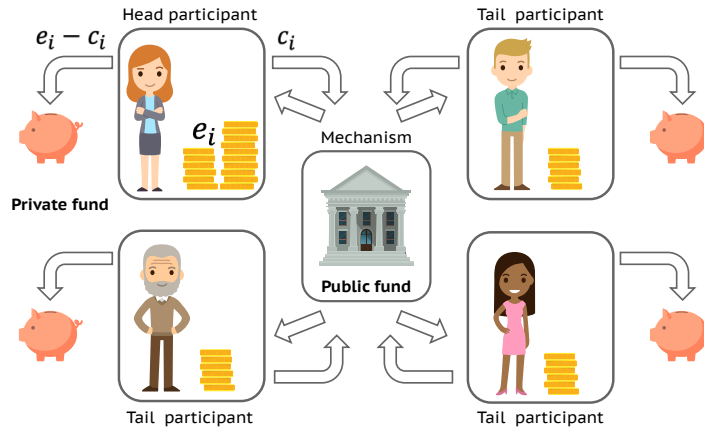 Head participant
Tail participant
e_i − c_i
c_i
e_i
Mechanism
Private fund
Public fund
Tail participant
Tail participant